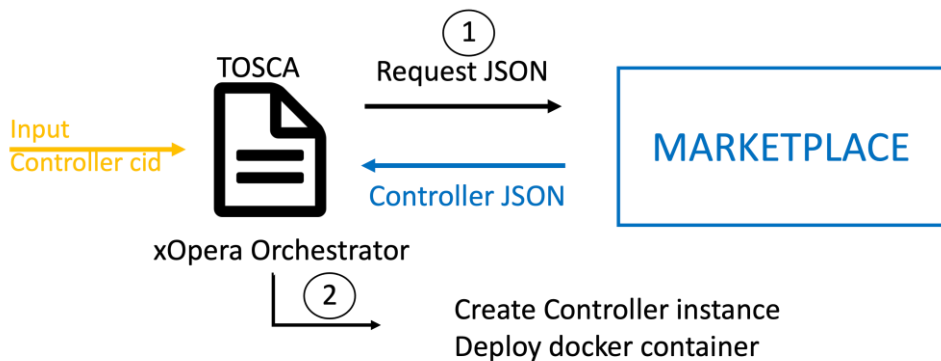 1
TOSCA
Request JSON
Input
Controller cid
MARKETPLACE
Controller JSON
xOpera Orchestrator
2
Create Controller instance
Deploy docker container